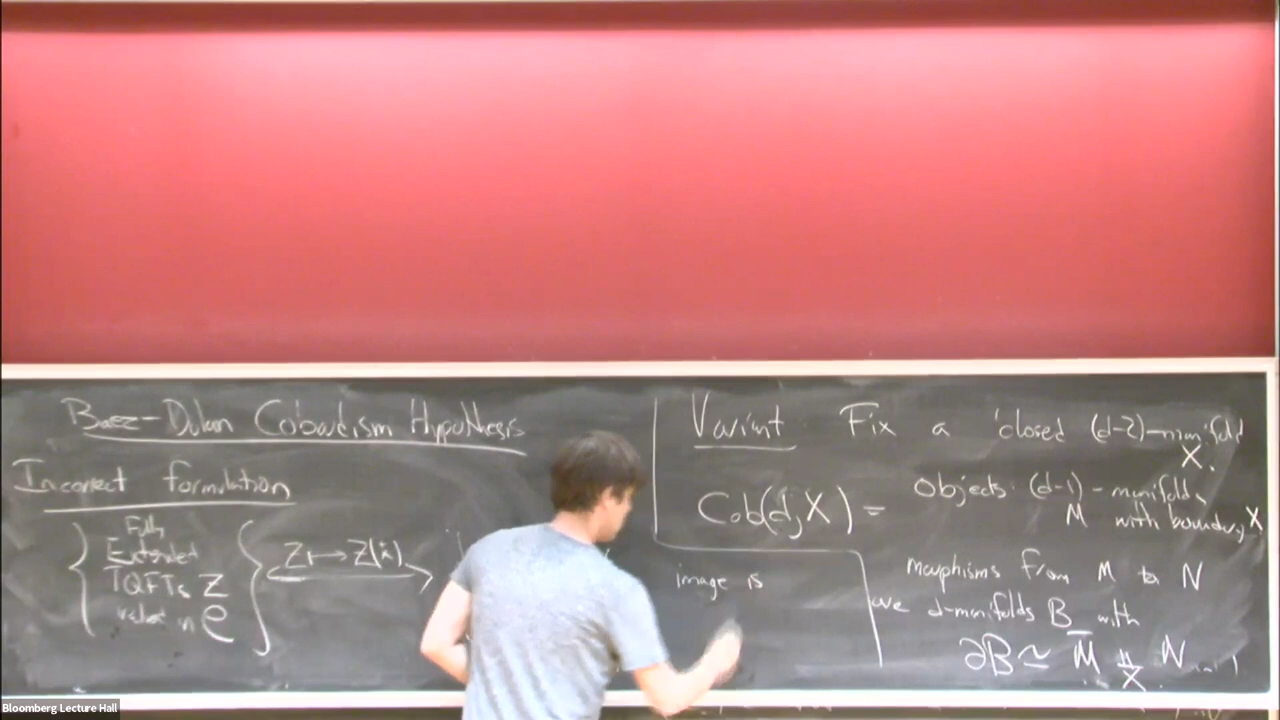 Baez-Dolan Cobordism Hypothesis
Incorrect formulation
Fully
Extended
TQFTs Z
valued in C
Z ↦ Z(*)
image is
Variant Fix a closed (d-2)-manifold
X.
Cob(d,X) = Objects: (d-1)-manifolds
M with boundary X
morphisms from M to N
are d-manifolds B with
∂B ≃ M̄ ⨿_X N
Bloomberg Lecture Hall